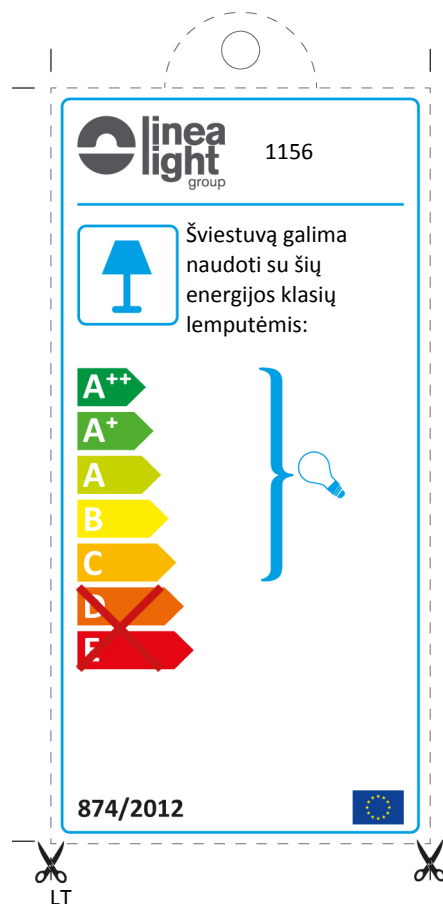 linea
light
group
1156
Šviestuvą galima
naudoti su šių
energijos klasių
lemputėmis:
A++
A+
A
B
C
D
E
874/2012
LT